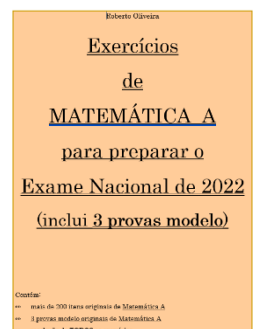 Roberto Oliveira
Exercícios
de
MATEMÁTICA A
para preparar o
Exame Nacional de 2022
(inclui 3 provas modelo)
Contém:
mais de 200 itens originais de Matemática A
3 provas modelo originais de Matemática A